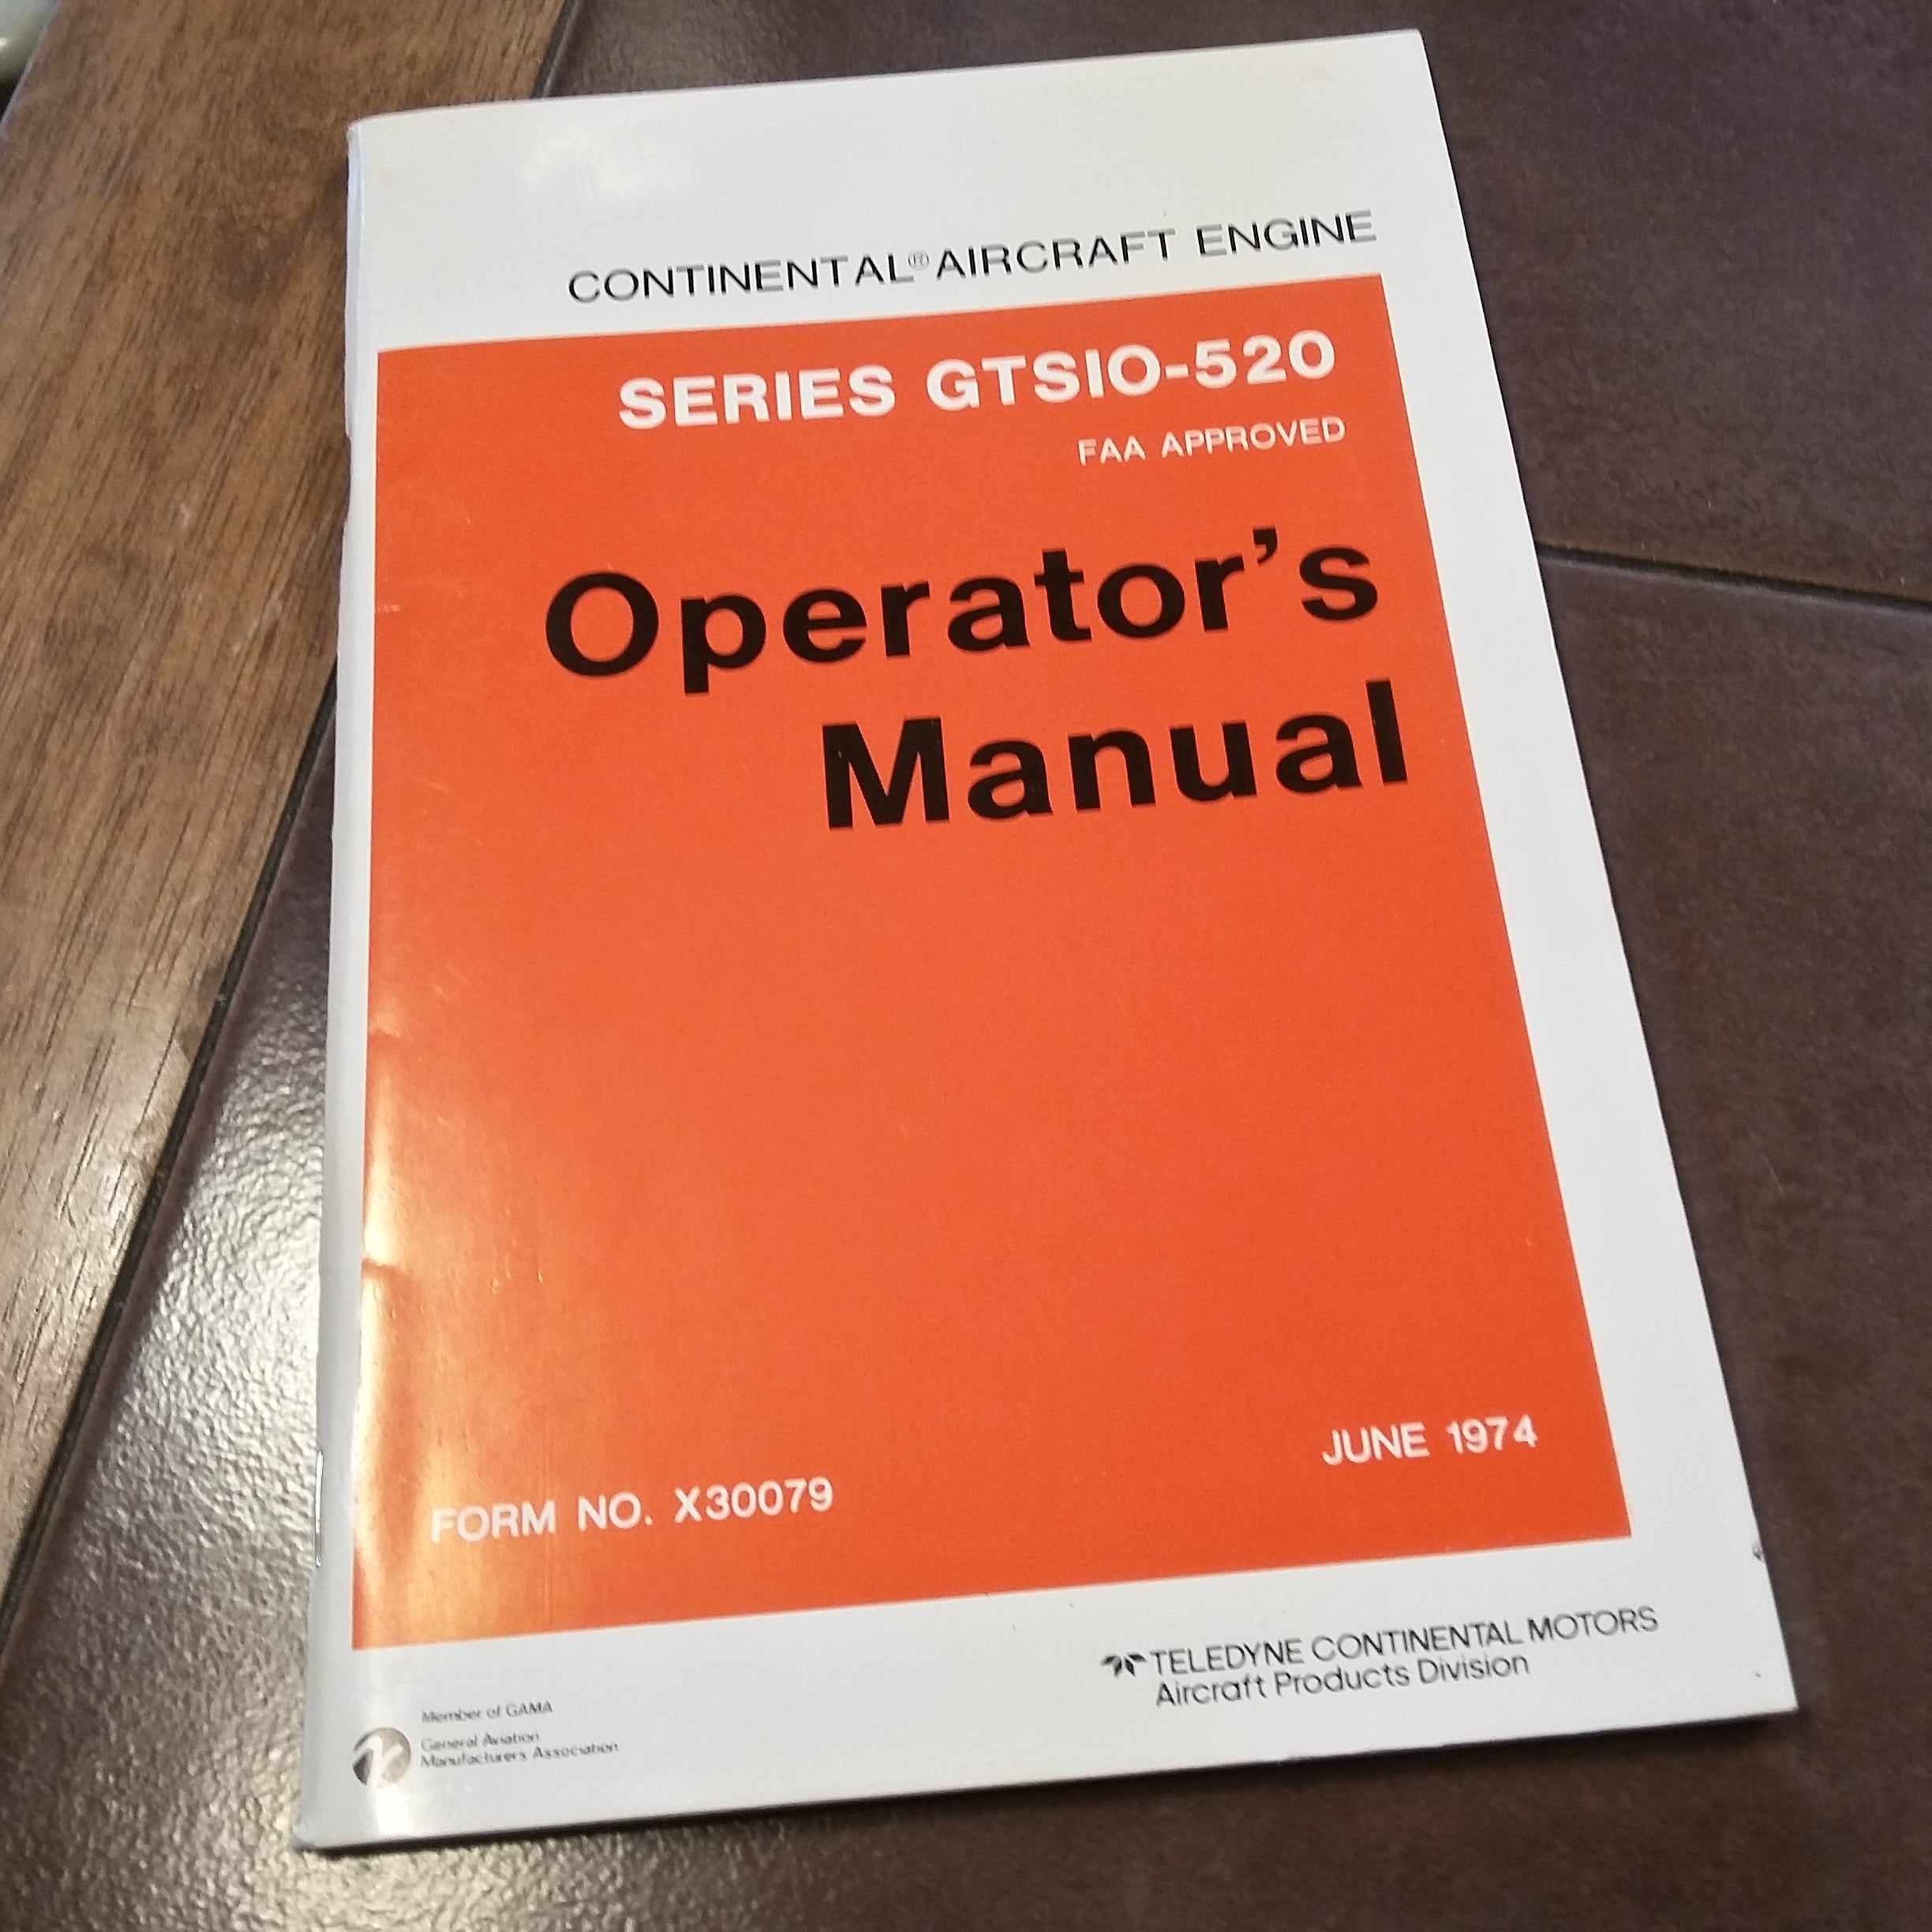 CONTINENTAL® AIRCRAFT ENGINE
SERIES GTSIO-520
FAA APPROVED
Operator's
Manual
FORM NO. X30079
JUNE 1974
TELEDYNE CONTINENTAL MOTORS
Aircraft Products Division
Member of GAMA
General Aviation
Manufacturers Association